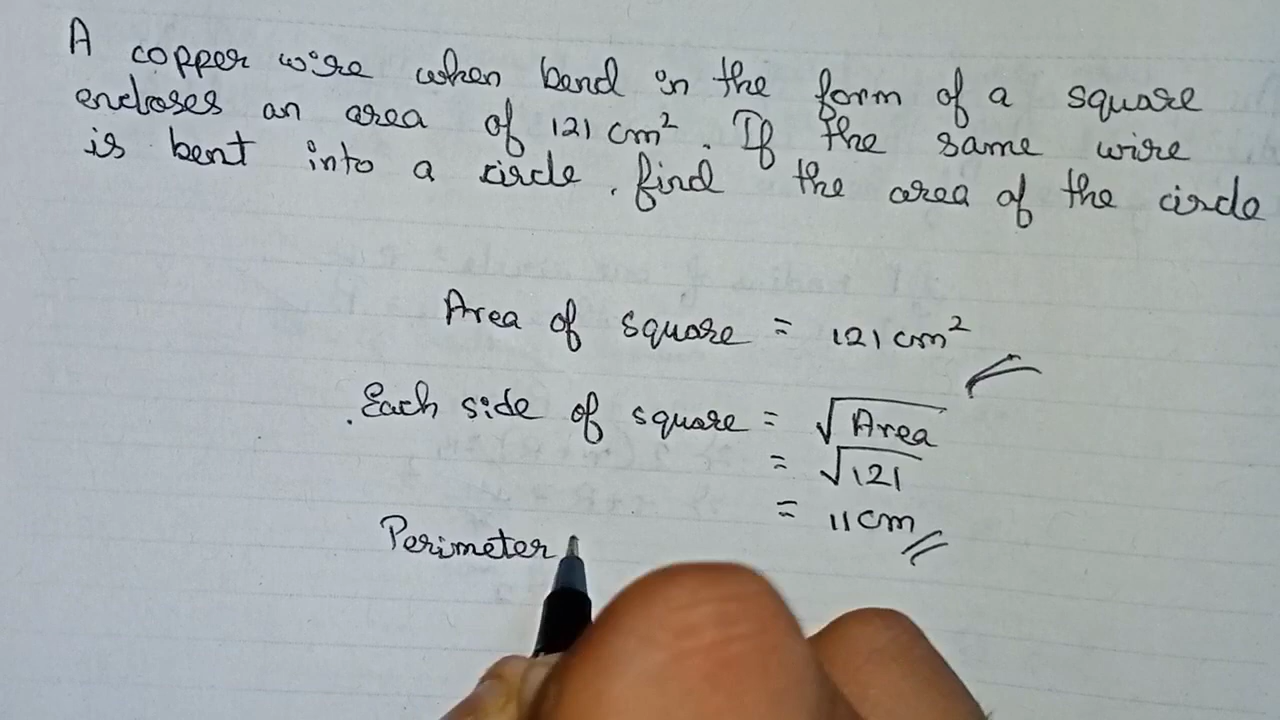 A copper wire when bend in the form of a square
encloses an area of 121 cm². If the same wire
is bent into a circle. find the area of the circle
Area of square = 121 cm²
Each side of square = √Area
= √121
= 11 cm
Perimeter